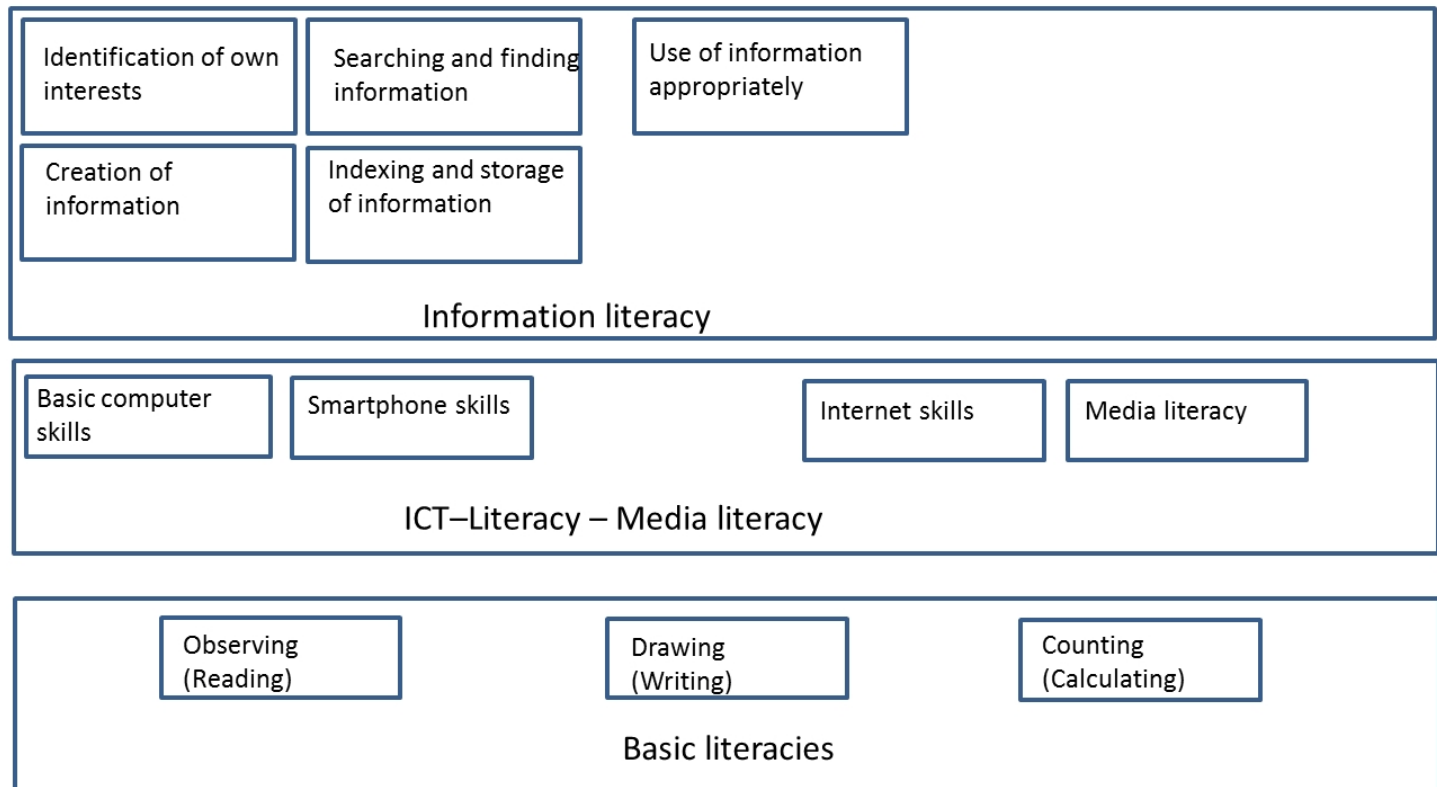 Identification of own
interests
Searching and finding
information
Use of information
appropriately
Creation of
information
Indexing and storage
of information
Information literacy
Basic computer
skills
Smartphone skills
Internet skills
Media literacy
ICT–Literacy – Media literacy
Observing
(Reading)
Drawing
(Writing)
Counting
(Calculating)
Basic literacies